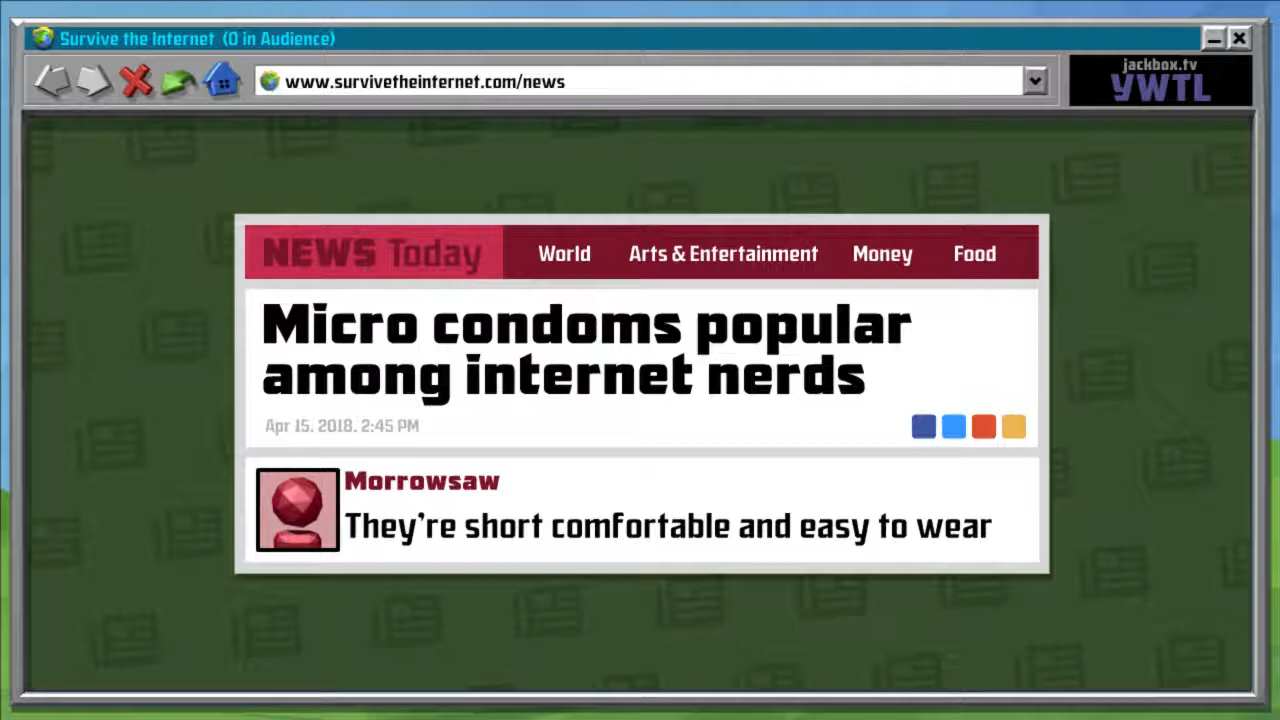 Survive the Internet (0 in Audience)
www.survivetheinternet.com/news
jackbox.tv
YWTL
NEWS Today World Arts & Entertainment Money Food
Micro condoms popular
among internet nerds
Apr 15, 2018, 2:45 PM
Morrowsaw
They're short comfortable and easy to wear